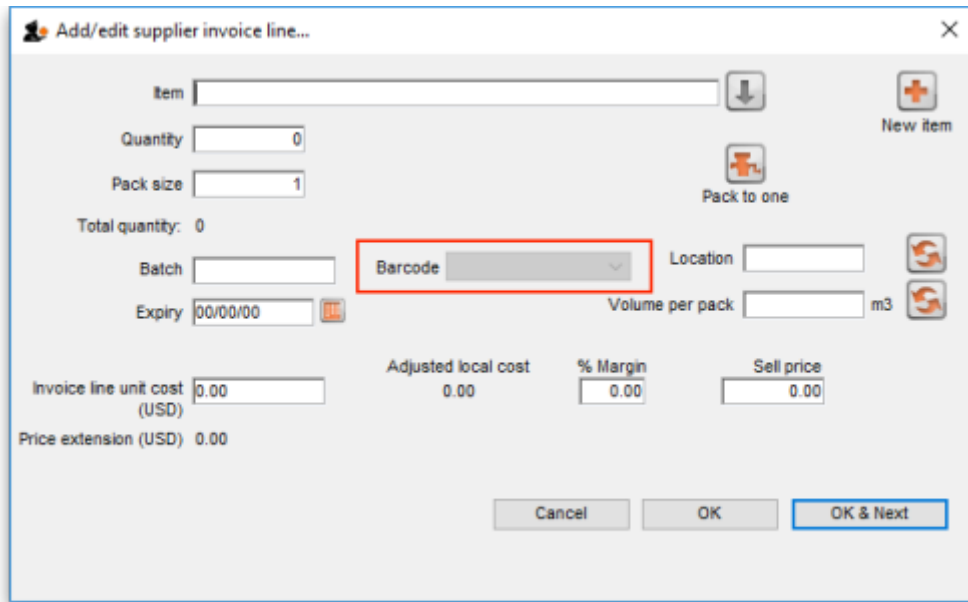 Add/edit supplier invoice line...
Item
New item
Quantity 0
Pack to one
Pack size 1
Total quantity: 0
Batch
Barcode
Location
Expiry 00/00/00
Volume per pack m3
Adjusted local cost % Margin Sell price
Invoice line unit cost (USD) 0.00 0.00 0.00 0.00
Price extension (USD) 0.00
Cancel OK OK & Next